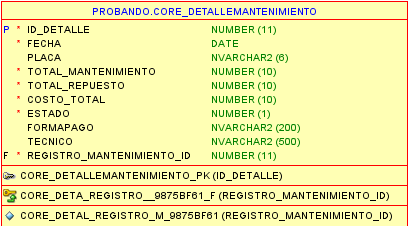 PROBANDO.CORE_DETALLEMANTENIMIENTO
P * ID_DETALLE NUMBER (11)
* FECHA DATE
PLACA NVARCHAR2 (6)
* TOTAL_MANTENIMIENTO NUMBER (10)
* TOTAL_REPUESTO NUMBER (10)
* COSTO_TOTAL NUMBER (10)
* ESTADO NUMBER (1)
FORMAPAGO NVARCHAR2 (200)
TECNICO NVARCHAR2 (500)
F * REGISTRO_MANTENIMIENTO_ID NUMBER (11)
CORE_DETALLEMANTENIMIENTO_PK (ID_DETALLE)
CORE_DETA_REGISTRO__9875BF61_F (REGISTRO_MANTENIMIENTO_ID)
CORE_DETAL_REGISTRO_M_9875BF61 (REGISTRO_MANTENIMIENTO_ID)